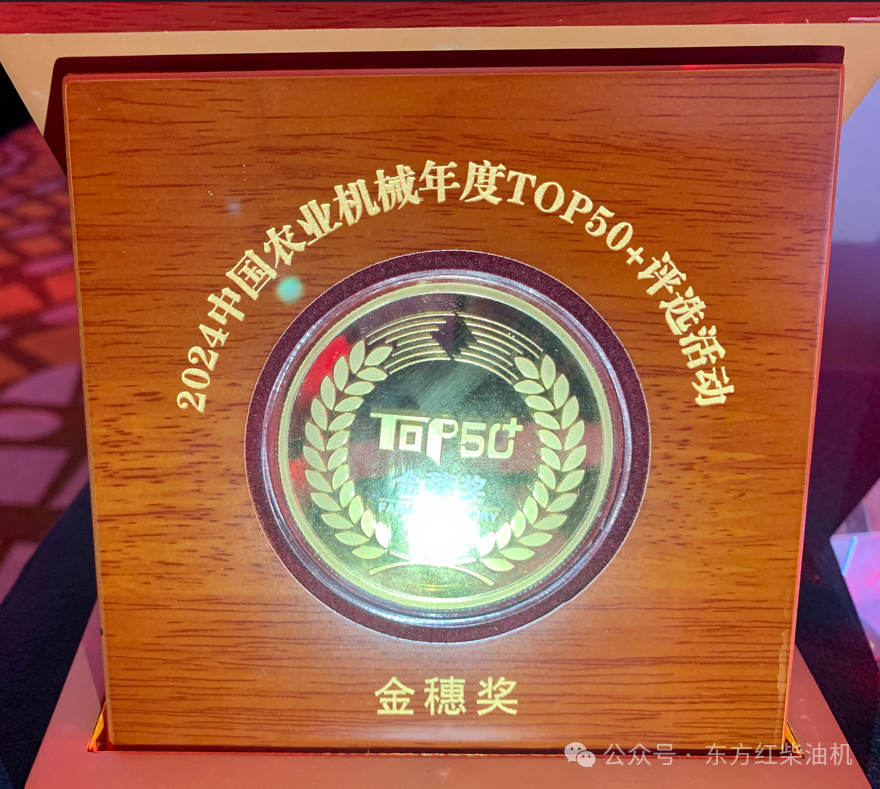 2024中国农业机械年度TOP50+评选活动
TOP50+
金穗奖
公众号 · 东方红柴油机